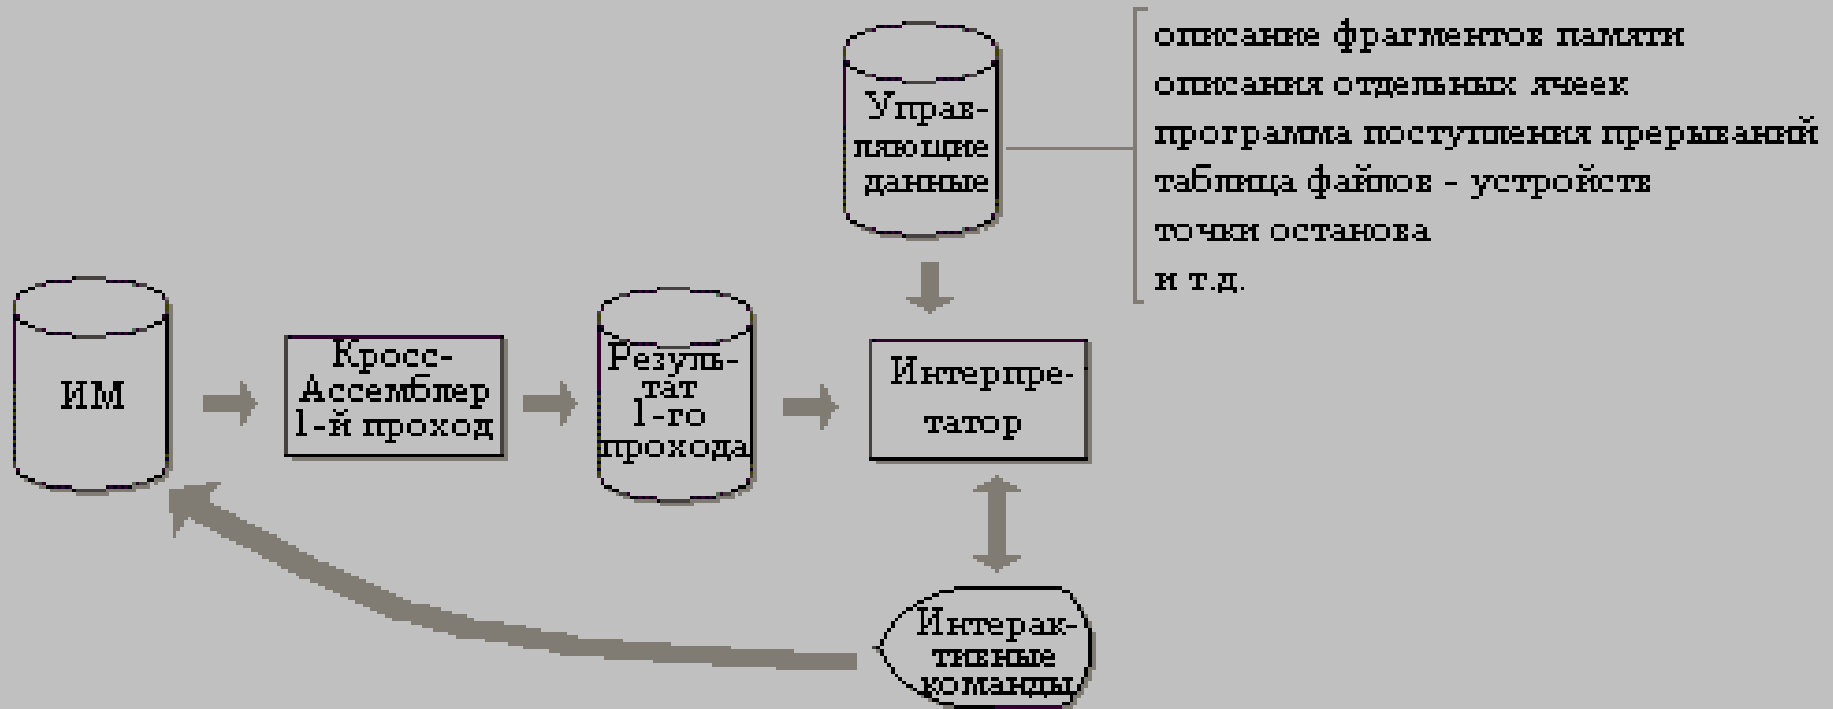 Управ-
ляющие
данные
описание фрагментов памяти
описания отдельных ячеек
программа поступления прерываний
таблица файлов - устройств
точки останова
и т.д.
ИМ
Кросс-
Ассемблер
1-й проход
Резуль-
тат
1-го
прохода
Интерпре-
татор
Интерак-
тивные
команды